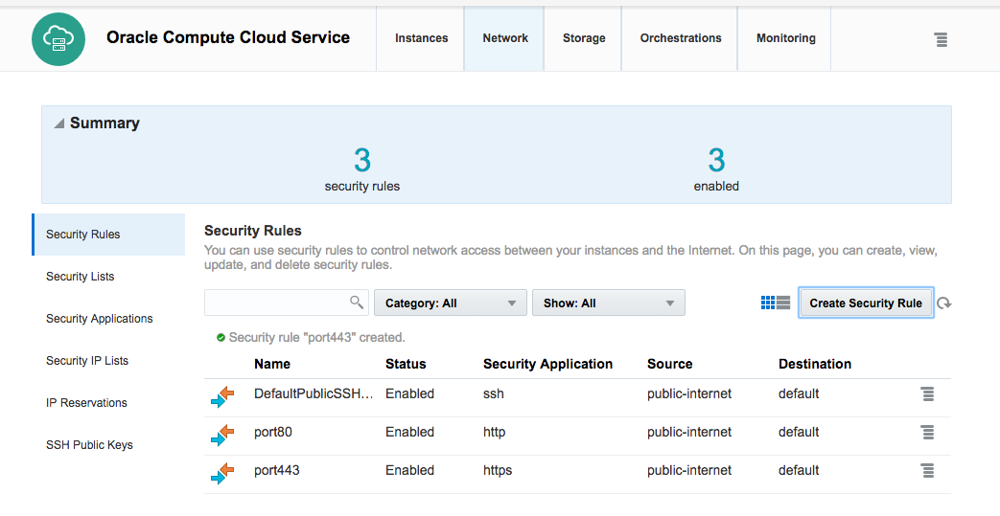 Oracle Compute Cloud Service
Instances
Network
Storage
Orchestrations
Monitoring
Summary
3
security rules
3
enabled
Security Rules
Security Lists
Security Applications
Security IP Lists
IP Reservations
SSH Public Keys
Security Rules
You can use security rules to control network access between your instances and the Internet. On this page, you can create, view,
update, and delete security rules.
Category: All
Show: All
Create Security Rule
Security rule "port443" created.
Name Status Security Application Source Destination
DefaultPublicSSH... Enabled ssh public-internet default
port80 Enabled http public-internet default
port443 Enabled https public-internet default